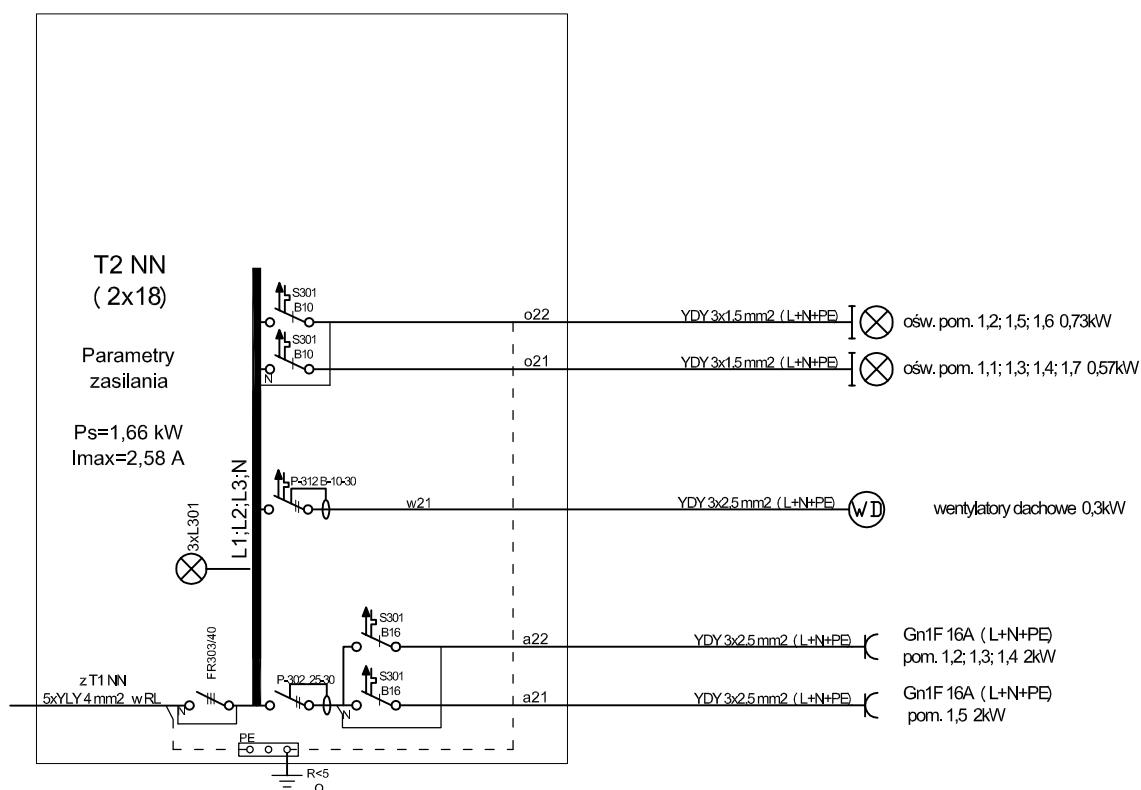 T2 NN
( 2x18)
Parametry
zasilania
Ps=1,66 kW
Imax=2,58 A
3xL301
L1;L2;L3;N
S301
B10
o22
YDY 3x1.5 mm2 ( L+N+PE)
ośw. pom. 1,2; 1,5; 1,6 0,73kW
S301
B10
N
o21
YDY 3x1.5 mm2 ( L+N+PE)
ośw. pom. 1,1; 1,3; 1,4; 1,7 0,57kW
P-312 B-10-30
w21
YDY 3x2,5 mm2 ( L+N+PE)
WD
wentylatory dachowe 0,3kW
S301
B16
a22
YDY 3x2.5 mm2 ( L+N+PE)
Gn1F 16A ( L+N+PE)
pom. 1,2; 1,3; 1,4 2kW
z T1 NN
5xYLY 4 mm2 w RL
N
FR303/40
P-302 25-30
N
S301
B16
a21
YDY 3x2.5 mm2 ( L+N+PE)
Gn1F 16A ( L+N+PE)
pom. 1,5 2kW
PE
R<5
Ω